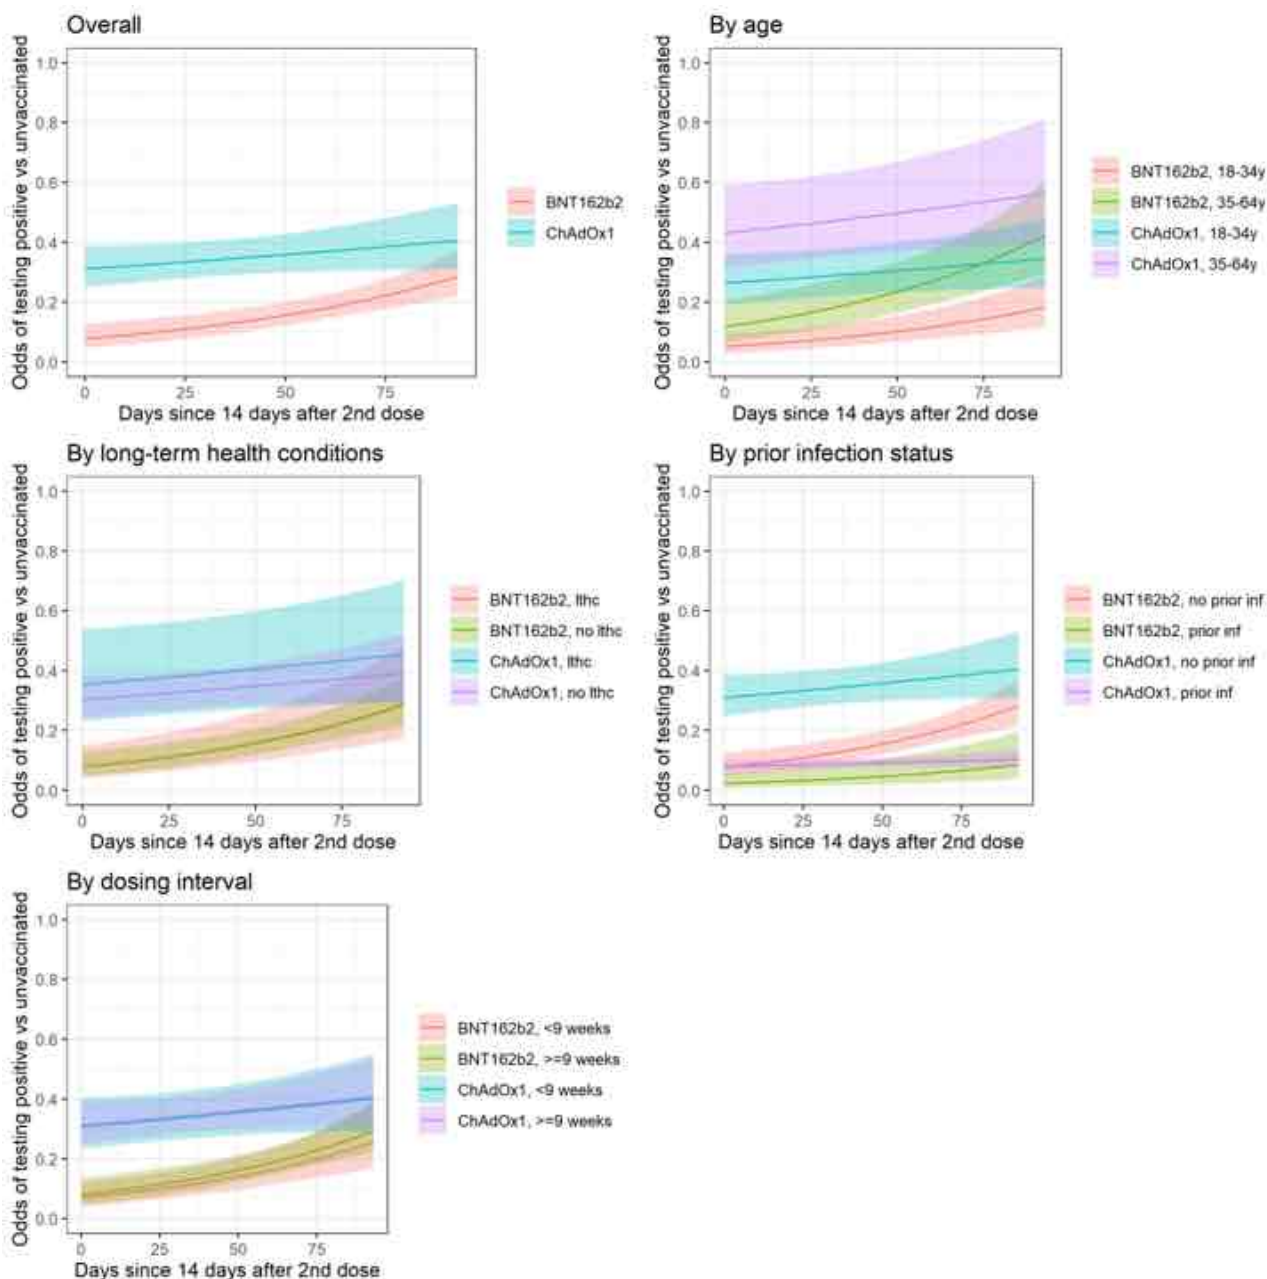 Overall
Odds of testing positive vs unvaccinated
1.0
0.8
0.6
0.4
0.2
0.0
0 25 50 75
Days since 14 days after 2nd dose
BNT162b2
ChAdOx1
By age
Odds of testing positive vs unvaccinated
1.0
0.8
0.6
0.4
0.2
0.0
0 25 50 75
Days since 14 days after 2nd dose
BNT162b2, 18-34y
BNT162b2, 35-64y
ChAdOx1, 18-34y
ChAdOx1, 35-64y
By long-term health conditions
Odds of testing positive vs unvaccinated
1.0
0.8
0.6
0.4
0.2
0.0
0 25 50 75
Days since 14 days after 2nd dose
BNT162b2, lthc
BNT162b2, no lthc
ChAdOx1, lthc
ChAdOx1, no lthc
By prior infection status
Odds of testing positive vs unvaccinated
1.0
0.8
0.6
0.4
0.2
0.0
0 25 50 75
Days since 14 days after 2nd dose
BNT162b2, no prior inf
BNT162b2, prior inf
ChAdOx1, no prior inf
ChAdOx1, prior inf
By dosing interval
Odds of testing positive vs unvaccinated
1.0
0.8
0.6
0.4
0.2
0.0
0 25 50 75
Days since 14 days after 2nd dose
BNT162b2, <9 weeks
BNT162b2, >=9 weeks
ChAdOx1, <9 weeks
ChAdOx1, >=9 weeks